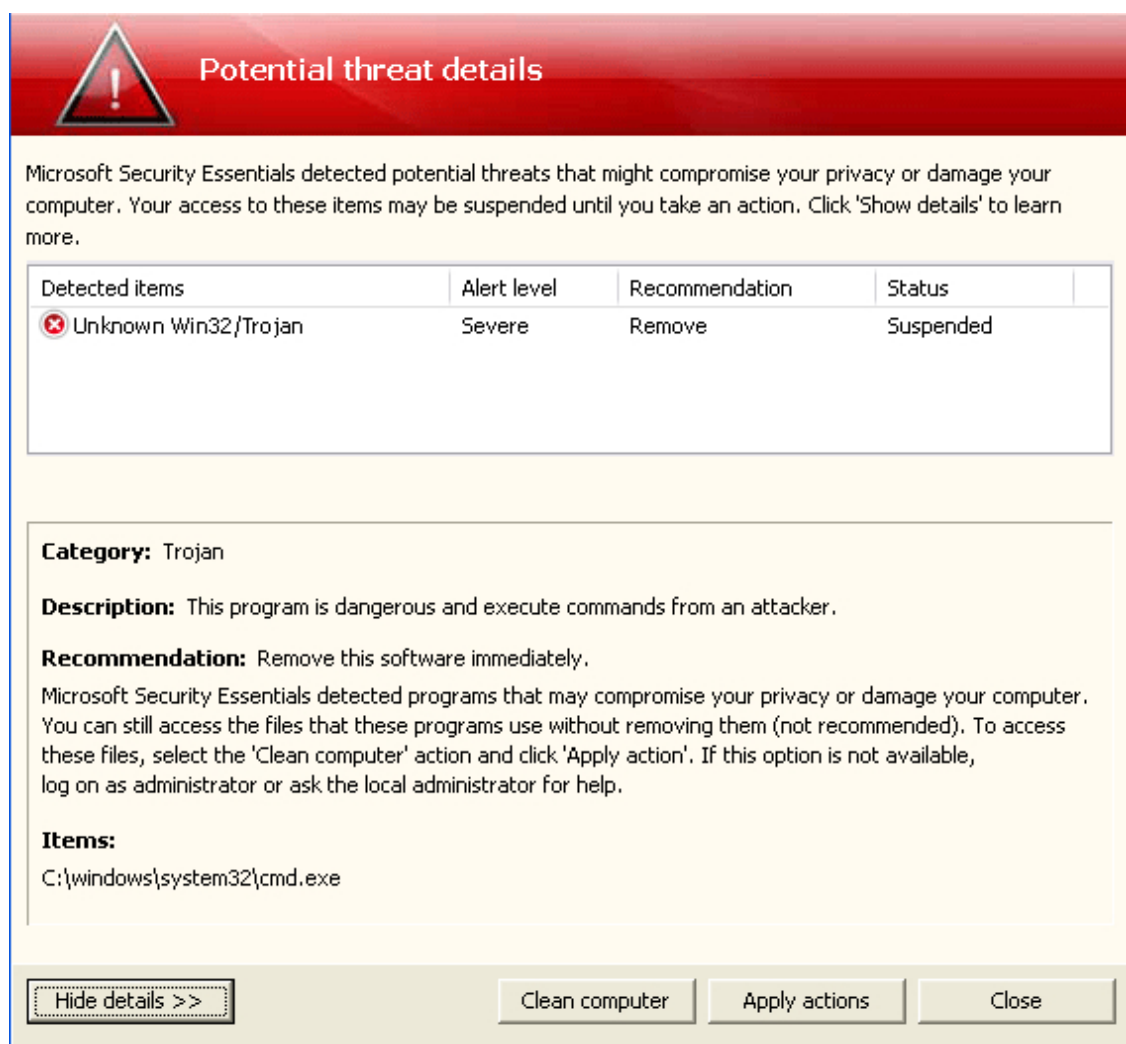 Potential threat details
Microsoft Security Essentials detected potential threats that might compromise your privacy or damage your
computer. Your access to these items may be suspended until you take an action. Click 'Show details' to learn
more.
Detected items Alert level Recommendation Status
Unknown Win32/Trojan Severe Remove Suspended
Category: Trojan
Description: This program is dangerous and execute commands from an attacker.
Recommendation: Remove this software immediately.
Microsoft Security Essentials detected programs that may compromise your privacy or damage your computer.
You can still access the files that these programs use without removing them (not recommended). To access
these files, select the 'Clean computer' action and click 'Apply action'. If this option is not available,
log on as administrator or ask the local administrator for help.
Items:
C:\windows\system32\cmd.exe
Hide details >> Clean computer Apply actions Close